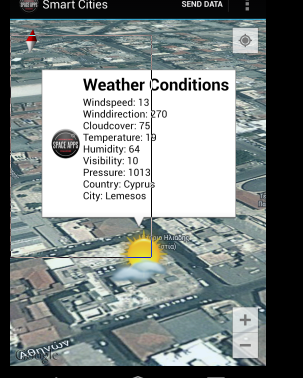 Smart Cities
SEND DATA
Weather Conditions
Windspeed: 13
Winddirection: 270
Cloudcover: 75
Temperature: 19
Humidity: 64
Visibility: 10
Pressure: 1013
Country: Cyprus
City: Lemesos
SPACE APPS
Αθηνών